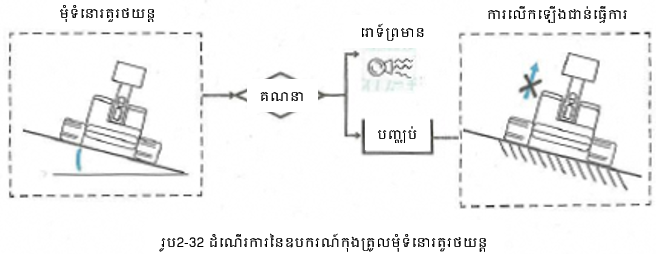 មុំទំនោរតួរថយន្ត
រោទ៍ព្រមាន
ការលើកឡើងជាន់ធ្វើការ
គណនា
បញ្ឈប់
រូប2-32 ដំណើរការនៃឧបករណ៍កុងត្រូលមុំទំនោរតួរថយន្ត